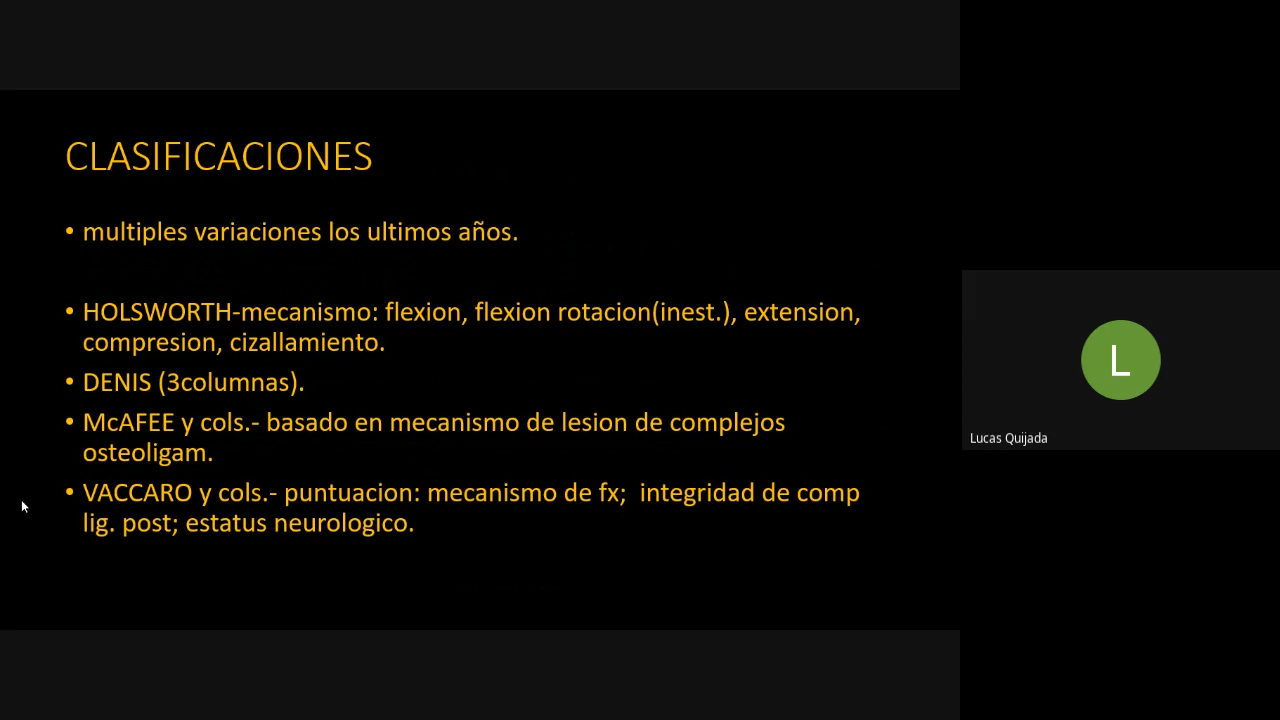 CLASIFICACIONES
• multiples variaciones los ultimos años.
• HOLSWORTH-mecanismo: flexion, flexion rotacion(inest.), extension,
compresion, cizallamiento.
• DENIS (3columnas).
• McAFEE y cols.- basado en mecanismo de lesion de complejos
osteoligam.
• VACCARO y cols.- puntuacion: mecanismo de fx;  integridad de comp
lig. post; estatus neurologico.
L
Lucas Quijada